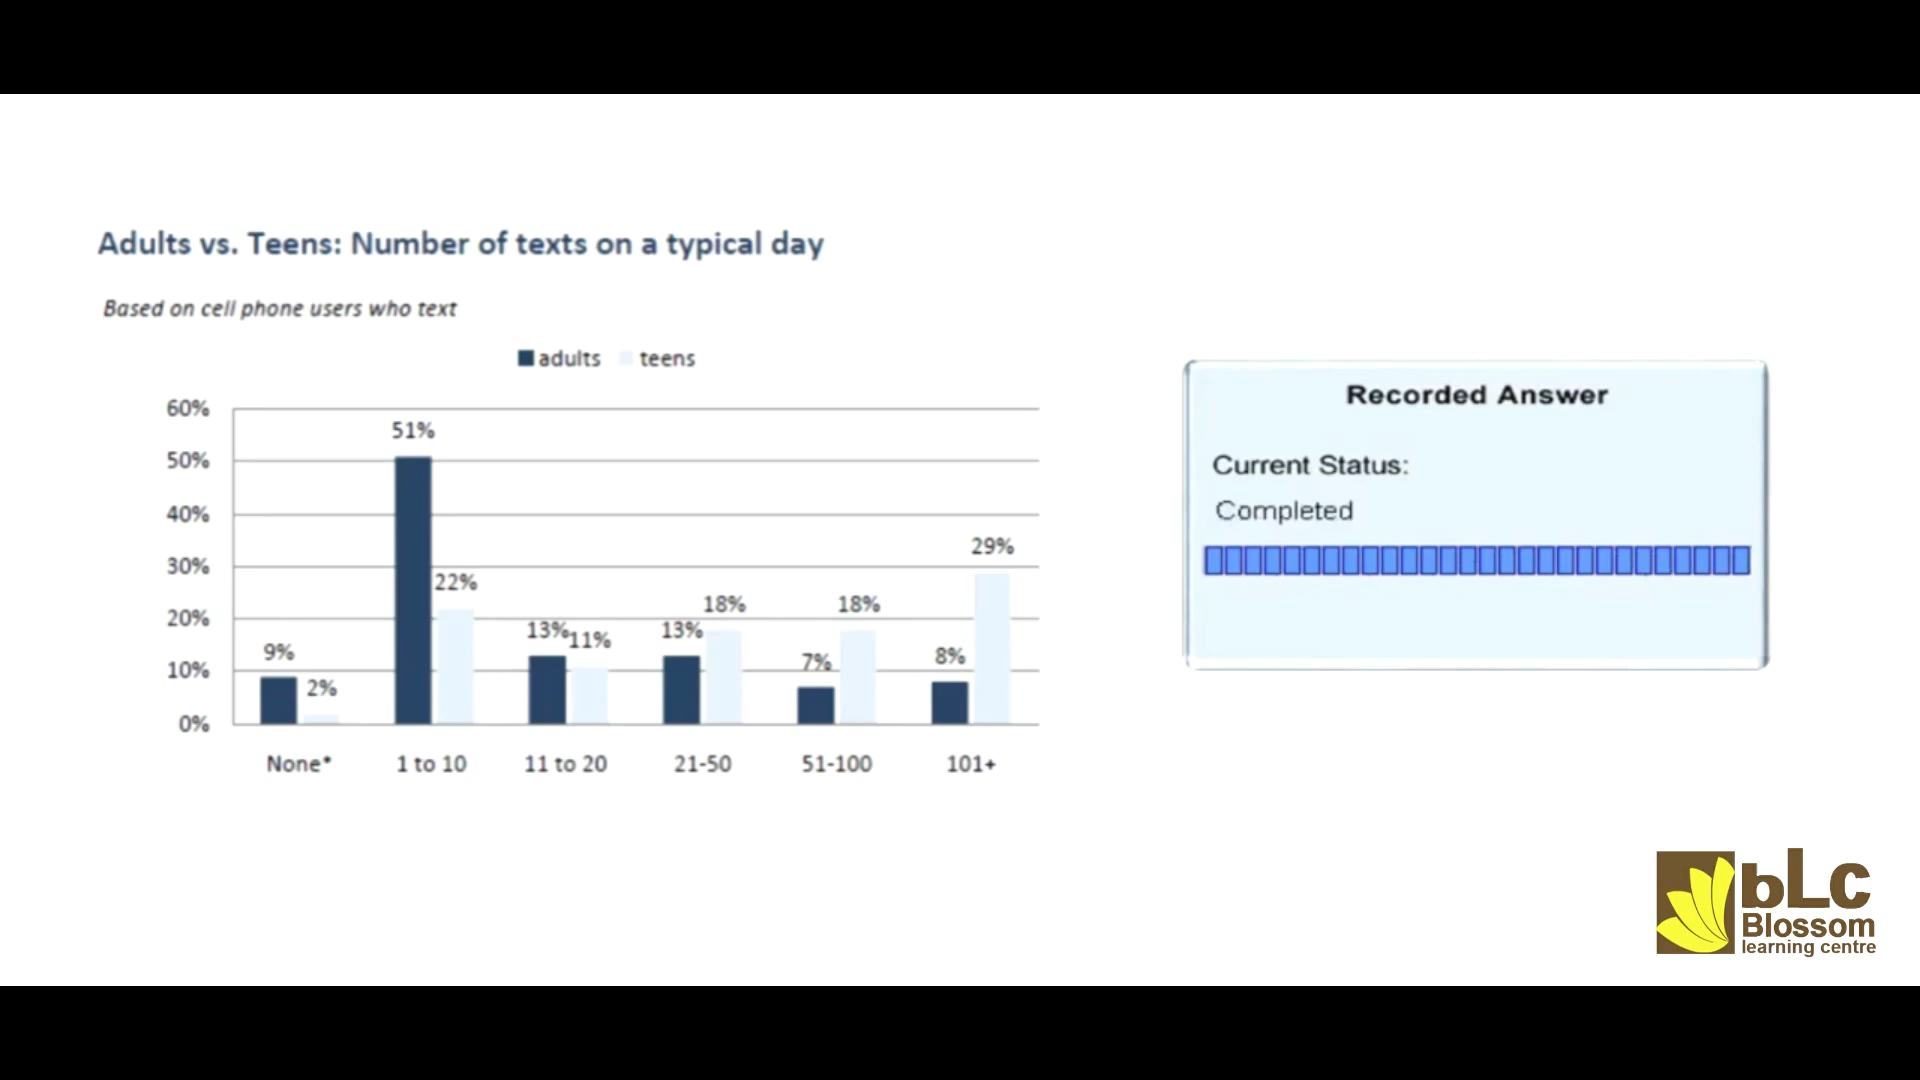 Adults vs. Teens: Number of texts on a typical day
Based on cell phone users who text
adults teens
60%
50%
40%
30%
20%
10%
0%
9%
2%
51%
22%
13%
11%
13%
18%
7%
18%
8%
29%
None* 1 to 10 11 to 20 21-50 51-100 101+
Recorded Answer
Current Status:
Completed
bLc
Blossom
learning centre